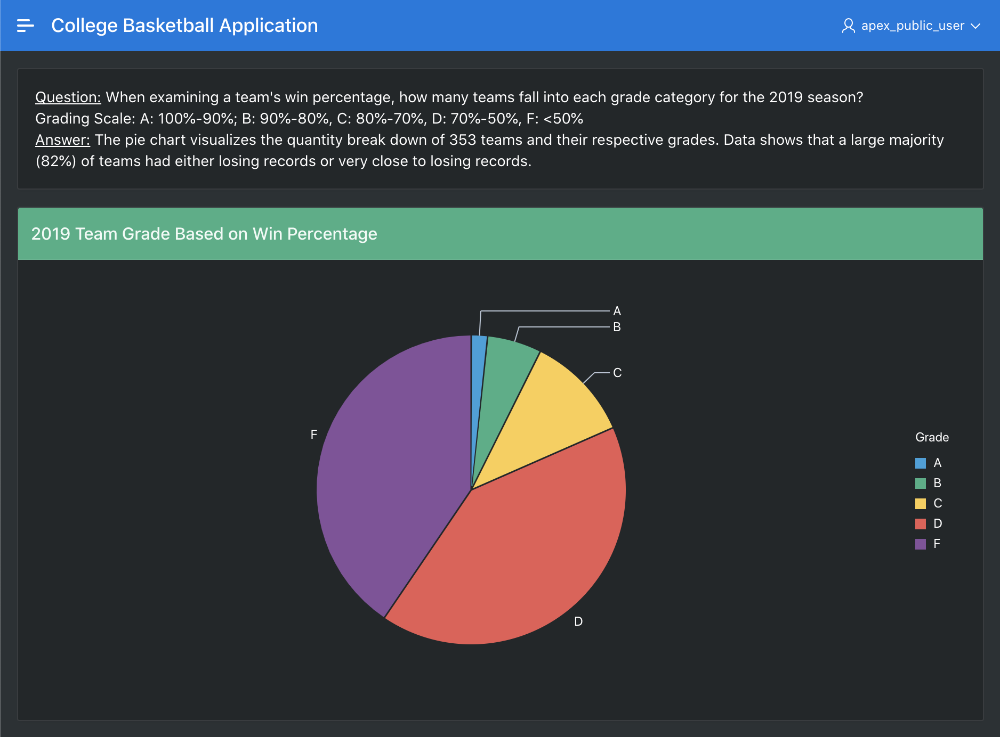 College Basketball Application
apex_public_user
Question: When examining a team's win percentage, how many teams fall into each grade category for the 2019 season?
Grading Scale: A: 100%-90%; B: 90%-80%, C: 80%-70%, D: 70%-50%, F: <50%
Answer: The pie chart visualizes the quantity break down of 353 teams and their respective grades. Data shows that a large majority
(82%) of teams had either losing records or very close to losing records.
2019 Team Grade Based on Win Percentage
A
B
C
F
D
Grade
A
B
C
D
F